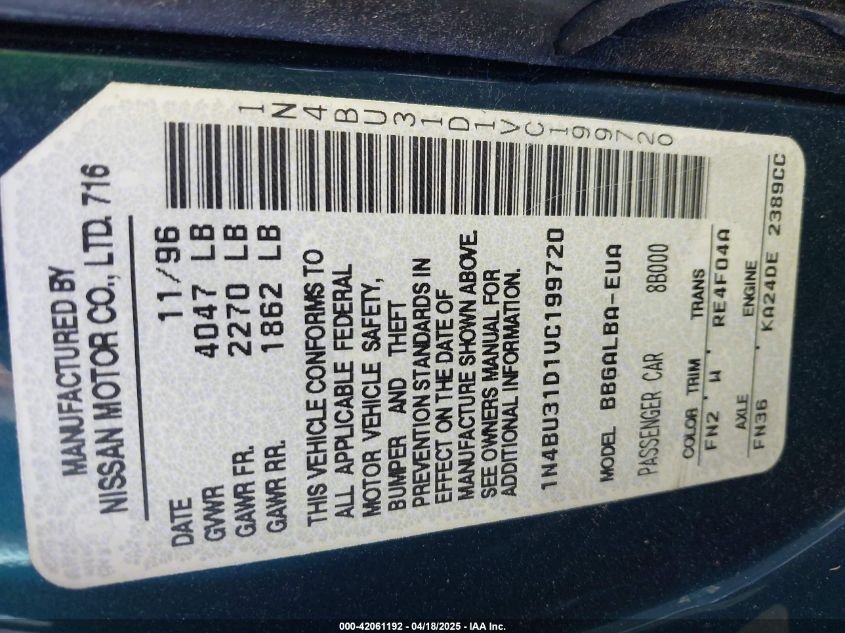 MANUFACTURED BY
NISSAN MOTOR CO., LTD. 716
1N4BU31D1VC199720
DATE 11/96
GVWR 4047 LB
GAWR FR. 2270 LB
GAWR RR. 1862 LB
THIS VEHICLE CONFORMS TO
ALL APPLICABLE FEDERAL
MOTOR VEHICLE SAFETY,
BUMPER AND THEFT
PREVENTION STANDARDS IN
EFFECT ON THE DATE OF
MANUFACTURE SHOWN ABOVE.
SEE OWNERS MANUAL FOR
ADDITIONAL INFORMATION.
1N4BU31D1VC199720
MODEL BBGALBA-EUA
PASSENGER CAR 8B000
COLOR TRIM TRANS
FN2 ' W ' RE4F04A
AXLE ENGINE
FN36 ' KA24DE 2389CC
000-42061192 - 04/18/2025 - IAA Inc.